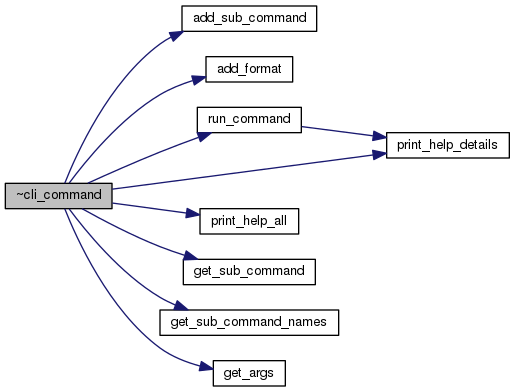 add_sub_command
add_format
run_command
print_help_details
~cli_command
print_help_all
get_sub_command
get_sub_command_names
get_args